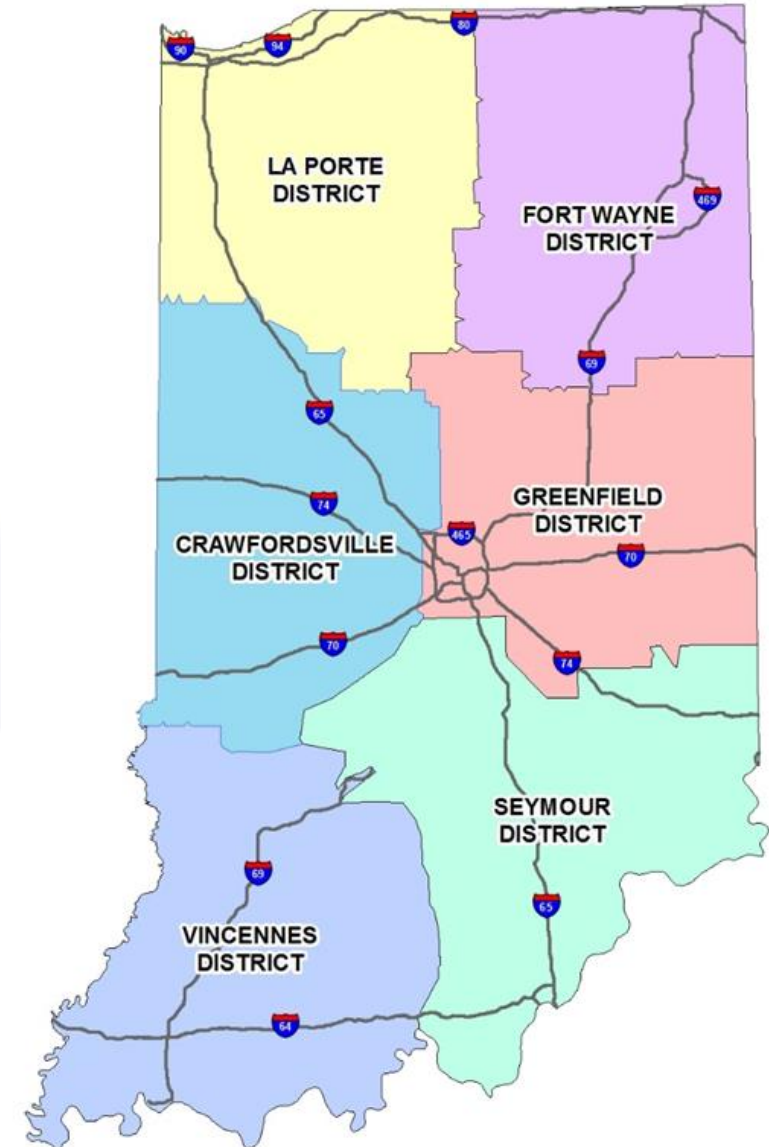 90
94
80
LA PORTE
DISTRICT
469
FORT WAYNE
DISTRICT
69
65
74
GREENFIELD
DISTRICT
465
CRAWFORDSVILLE
DISTRICT
70
70
74
SEYMOUR
DISTRICT
69
65
VINCENNES
DISTRICT
64